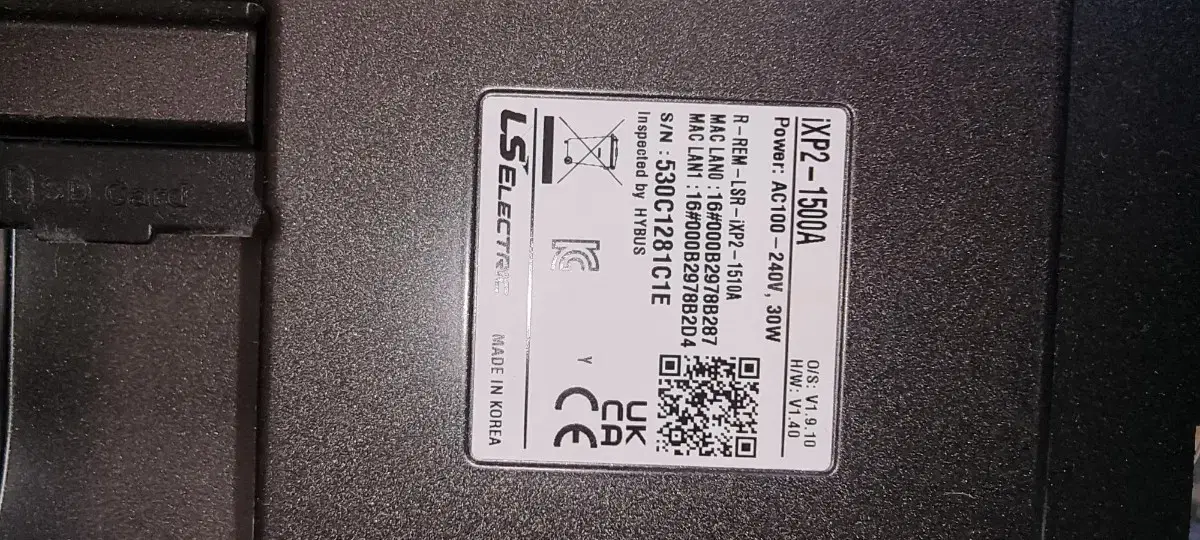 iXP2-1500A
Power: AC100-240V, 30W
O/S: V1.9.10
H/W: V1.40
R-REM-LSR-iXP2-1510A
MAC LAN0 : 16#000B2978B287
MAC LAN1 : 16#000B2978B2D4
S/N : 530C1281C1E
Inspected by HYBUS
UK
CA
CE
Y
LS ELECTRIC
MADE IN KOREA
SD Card